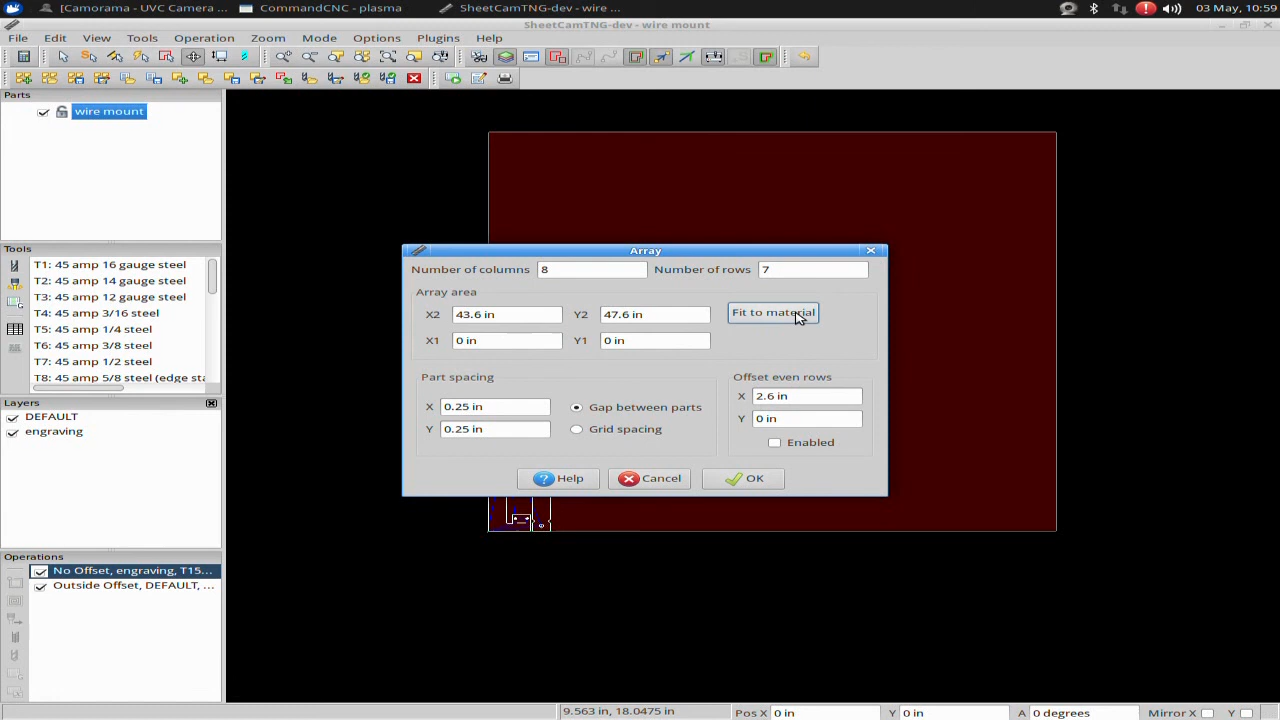 [Camorama - UVC Camera ... CommandCNC - plasma SheetCamTNG-dev - wire mo ... 03 May, 10:59
SheetCamTNG-dev - wire mount
File Edit View Tools Operation Zoom Mode Options Plugins Help
Parts
wire mount
Tools
T1: 45 amp 16 gauge steel
T2: 45 amp 14 gauge steel
T3: 45 amp 12 gauge steel
T4: 45 amp 3/16 steel
T5: 45 amp 1/4 steel
T6: 45 amp 3/8 steel
T7: 45 amp 1/2 steel
T8: 45 amp 5/8 steel (edge sta
Layers
DEFAULT
engraving
Operations
No Offset, engraving, T15...
Outside Offset, DEFAULT, ...
Array
Number of columns 8 Number of rows 7
Array area
X2 43.6 in Y2 47.6 in Fit to material
X1 0 in Y1 0 in
Part spacing
X 0.25 in Gap between parts
Y 0.25 in Grid spacing
Offset even rows
X 2.6 in
Y 0 in
Enabled
Help Cancel OK
9.563 in, 18.0475 in Pos X 0 in Y 0 in A 0 degrees Mirror X Y